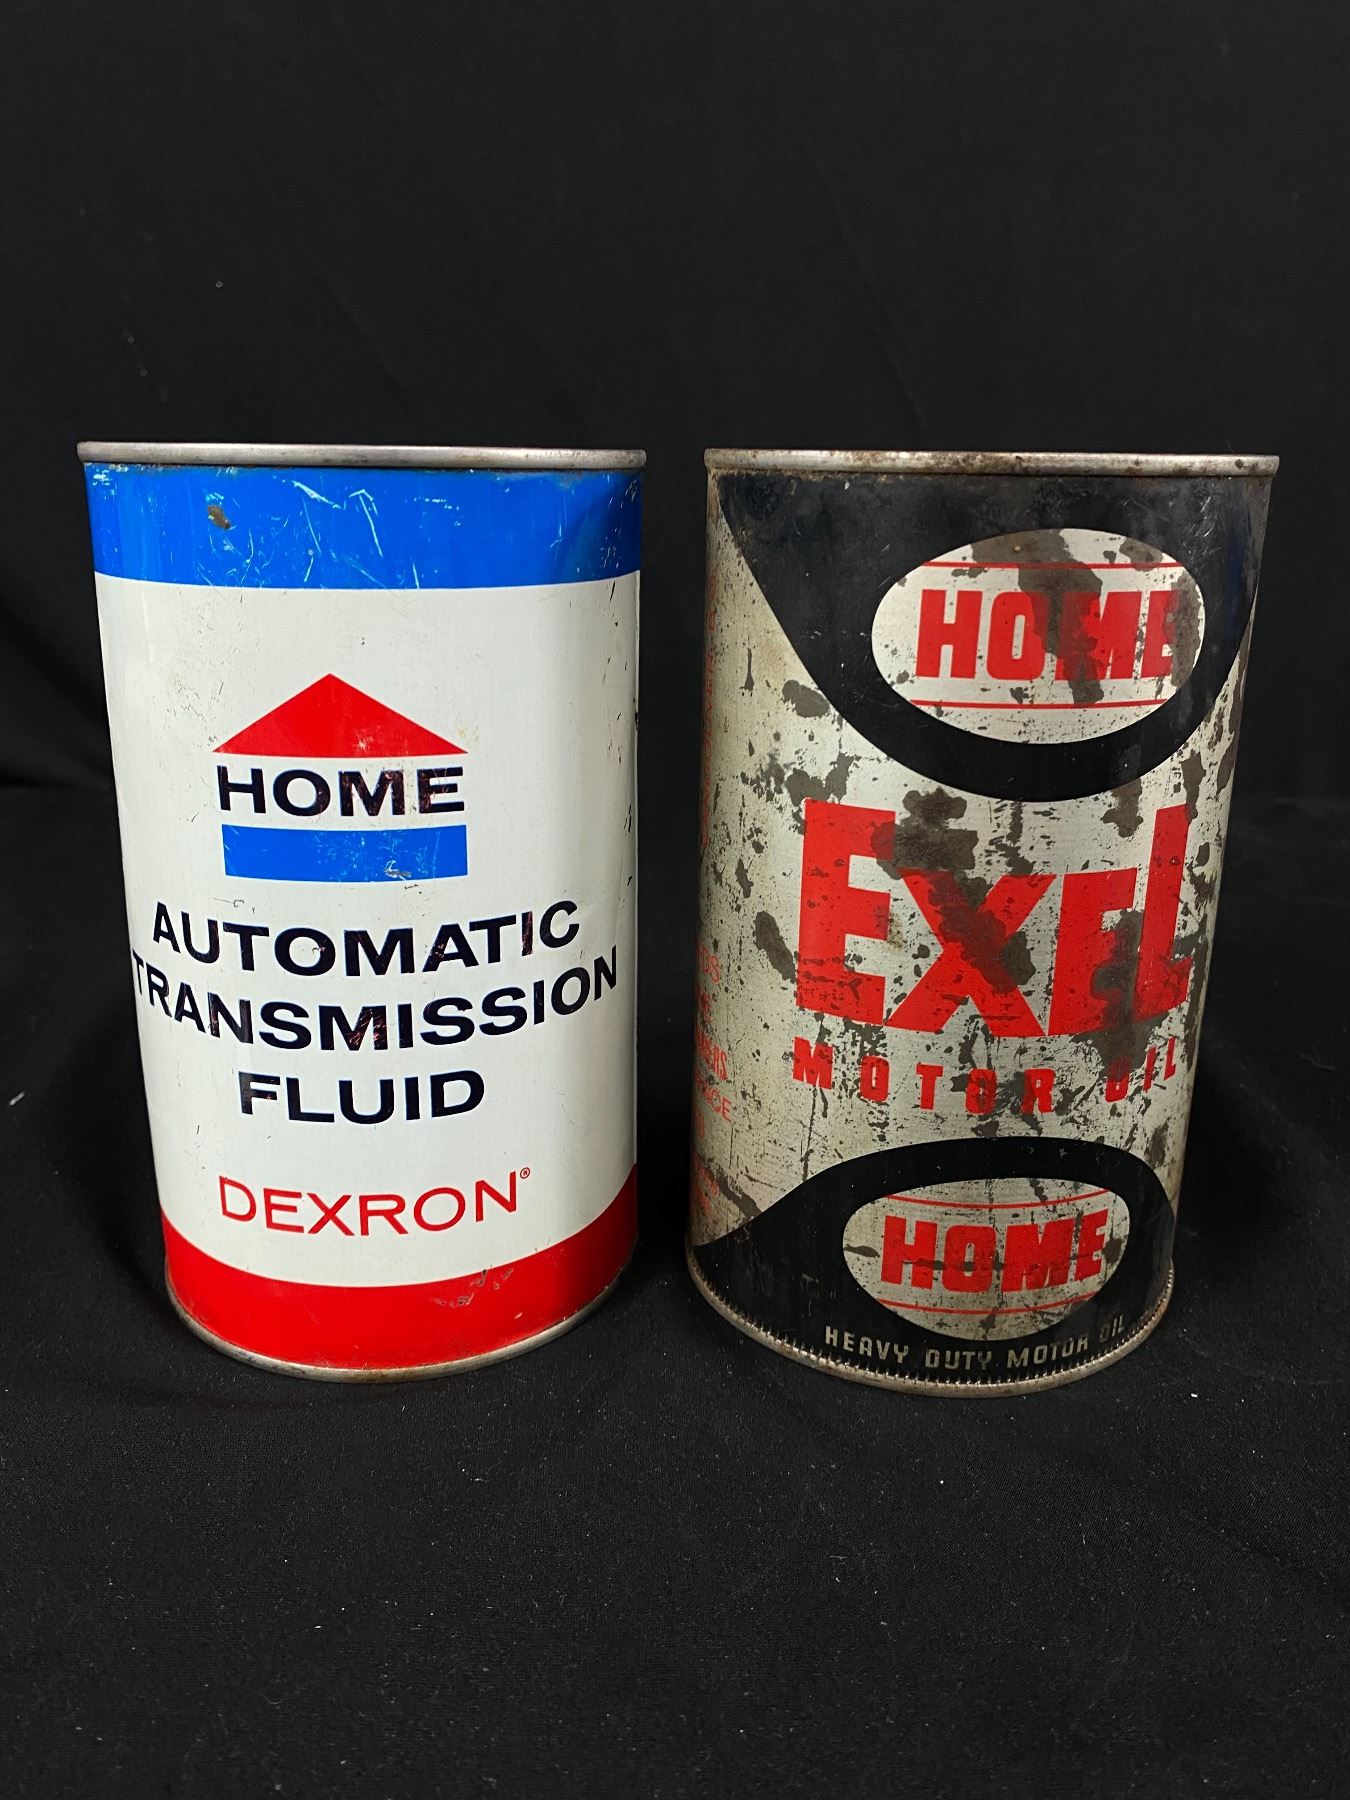 HOME
AUTOMATIC
TRANSMISSION
FLUID
DEXRON®
HOME
EXEL
MOTOR OIL
HOME
HEAVY DUTY MOTOR OIL